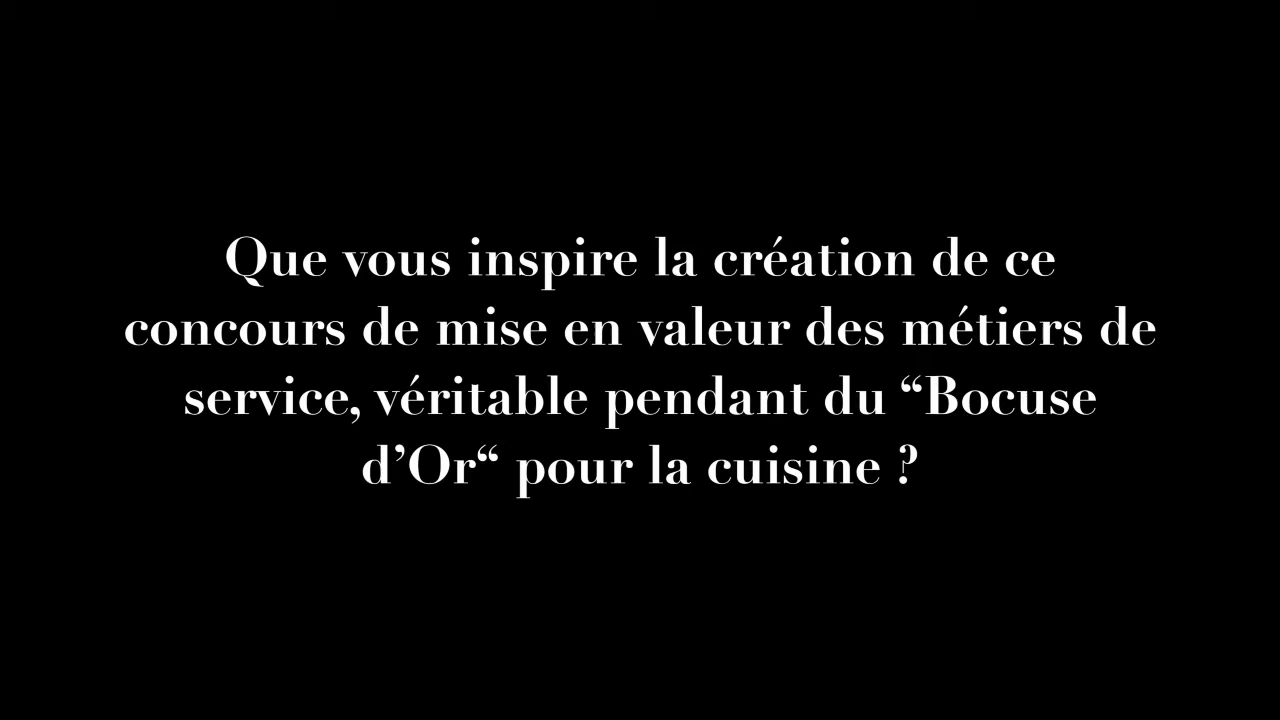 Que vous inspire la création de ce
concours de mise en valeur des métiers de
service, véritable pendant du “Bocuse
d’Or“ pour la cuisine ?